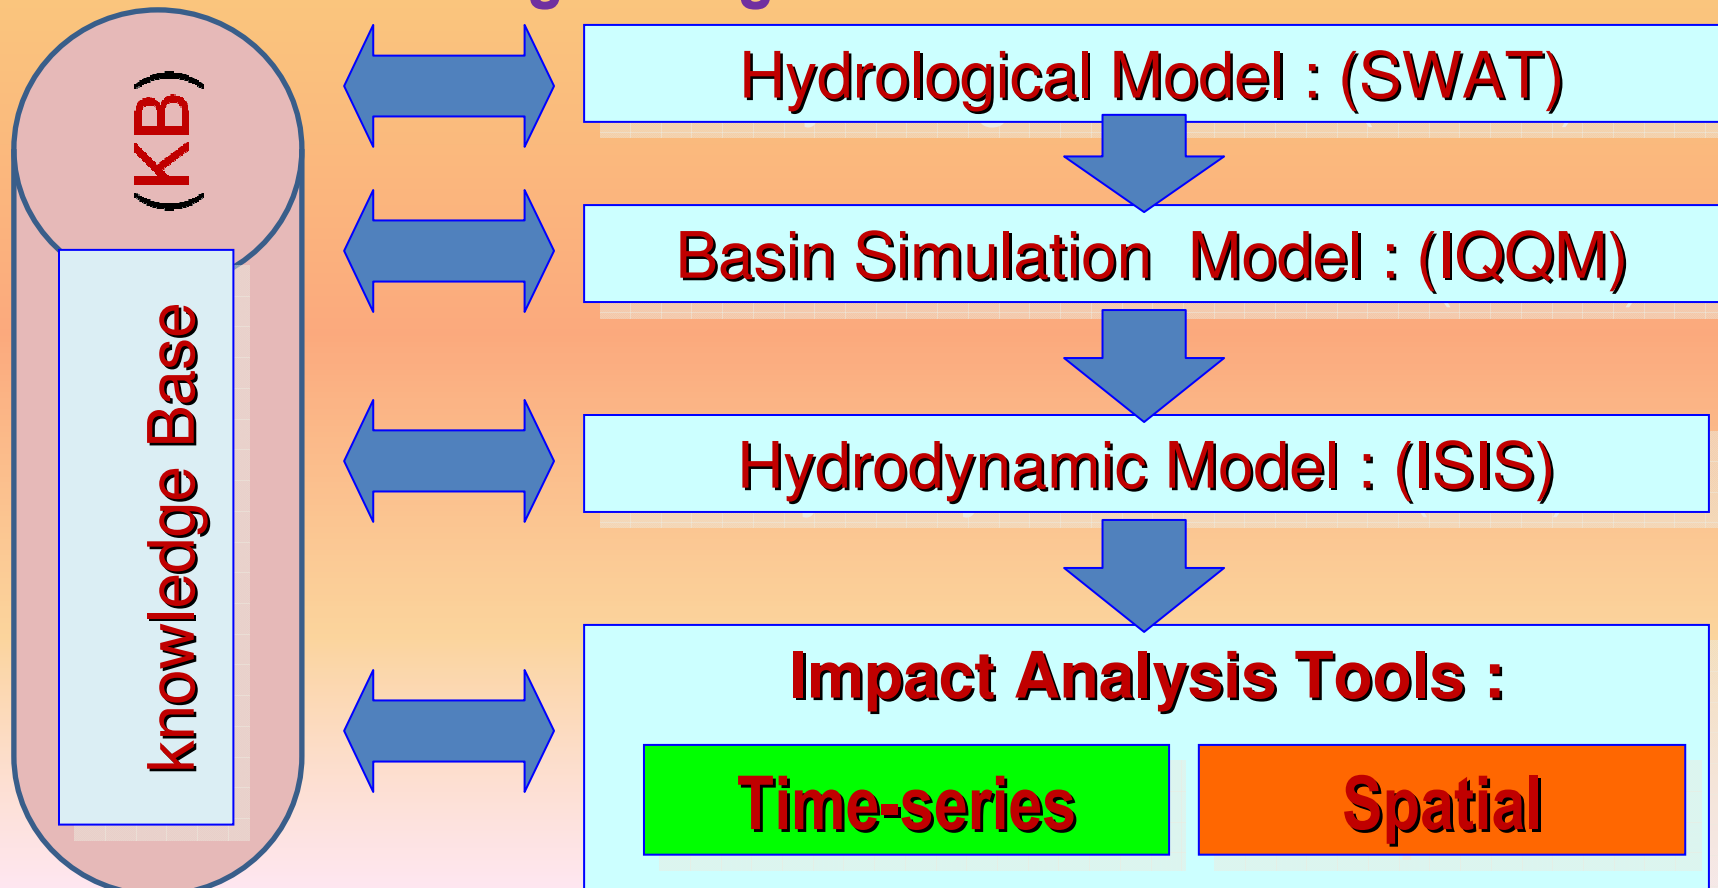 (KB)
knowledge Base
Hydrological Model : (SWAT)
Basin Simulation  Model : (IQQM)
Hydrodynamic Model : (ISIS)
Impact Analysis Tools :
Time-series
Spatial